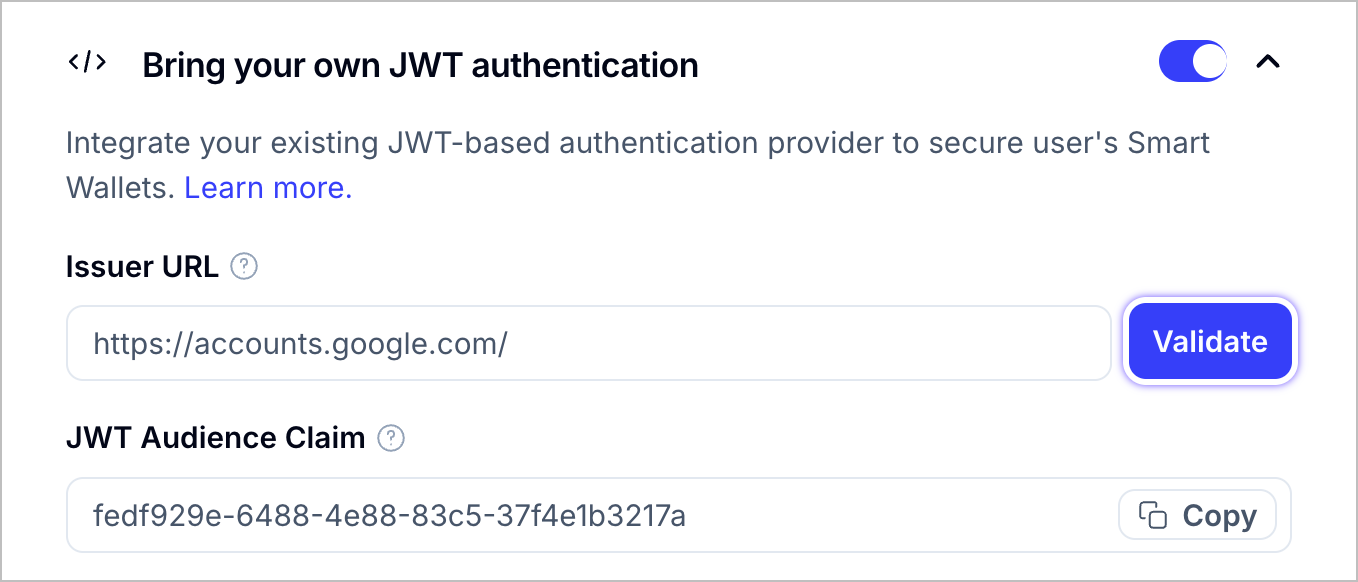 </> Bring your own JWT authentication
Integrate your existing JWT-based authentication provider to secure user's Smart
Wallets. Learn more.
Issuer URL ?
https://accounts.google.com/ Validate
JWT Audience Claim ?
fedf929e-6488-4e88-83c5-37f4e1b3217a Copy